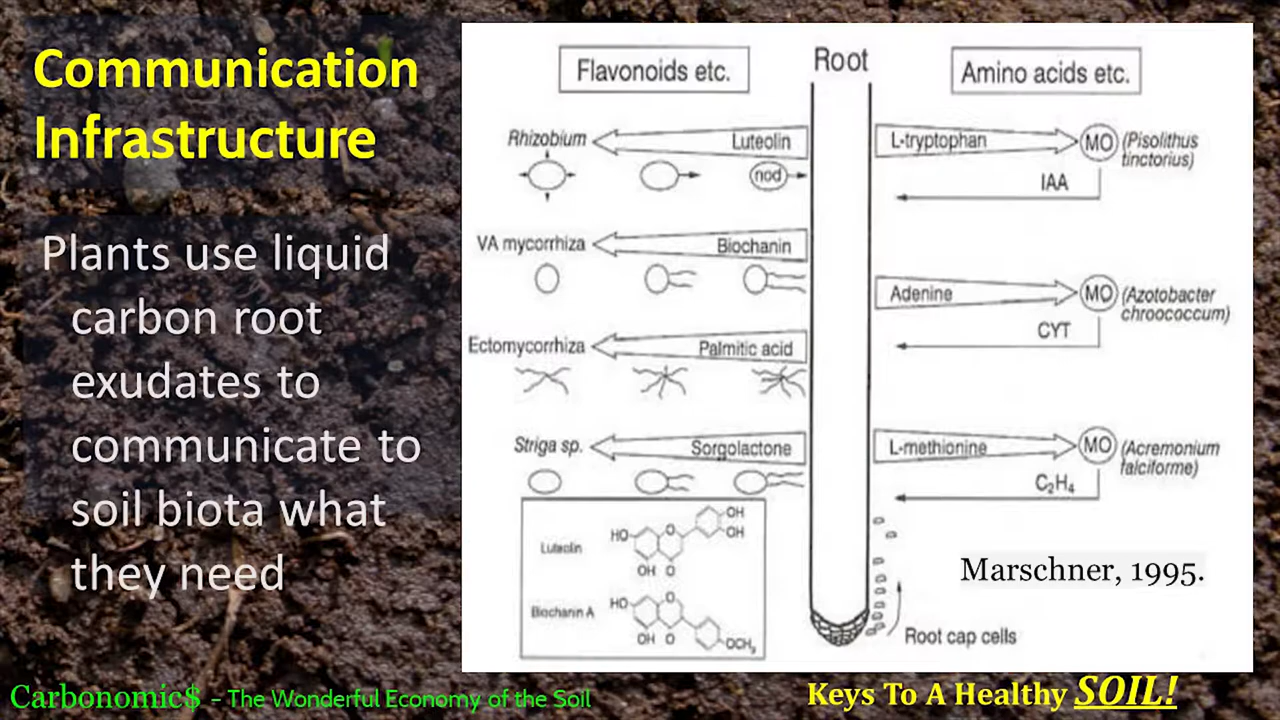 Communication
Infrastructure
Plants use liquid
carbon root
exudates to
communicate to
soil biota what
they need
Flavonoids etc.
Root
Amino acids etc.
Rhizobium
Luteolin
nod
L-tryptophan
MO
(Pisolithus
tinctorius)
IAA
VA mycorrhiza
Biochanin
Adenine
MO
(Azotobacter
chroococcum)
CYT
Ectomycorrhiza
Palmitic acid
Striga sp.
Sorgolactone
L-methionine
MO
(Acremonium
falciforme)
C₂H₄
Luteolin
HO
O
OH
OH
OH
O
Biochanin A
HO
O
OH
O
OCH₃
Marschner, 1995.
Root cap cells
Carbonomic$ – The Wonderful Economy of the Soil
Keys To A Healthy SOIL!